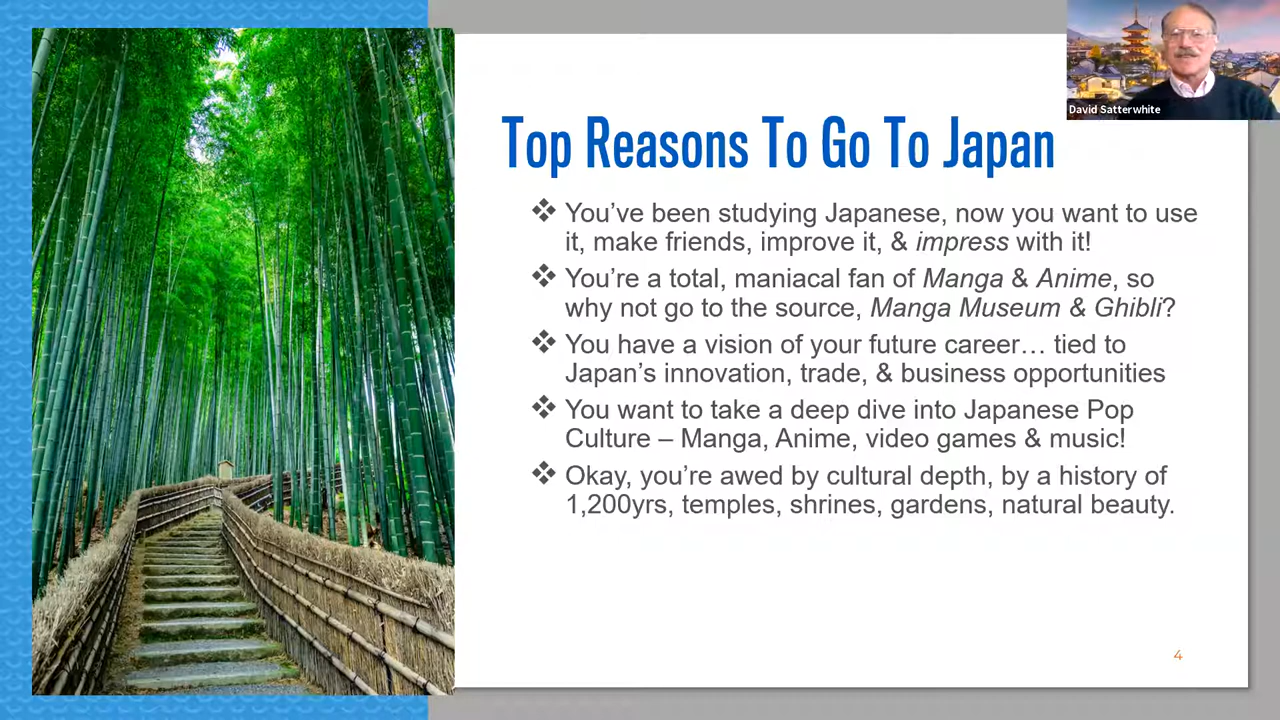 David Satterwhite
Top Reasons To Go To Japan
❖ You’ve been studying Japanese, now you want to use
it, make friends, improve it, & impress with it!
❖ You’re a total, maniacal fan of Manga & Anime, so
why not go to the source, Manga Museum & Ghibli?
❖ You have a vision of your future career… tied to
Japan’s innovation, trade, & business opportunities
❖ You want to take a deep dive into Japanese Pop
Culture – Manga, Anime, video games & music!
❖ Okay, you’re awed by cultural depth, by a history of
1,200yrs, temples, shrines, gardens, natural beauty.
4